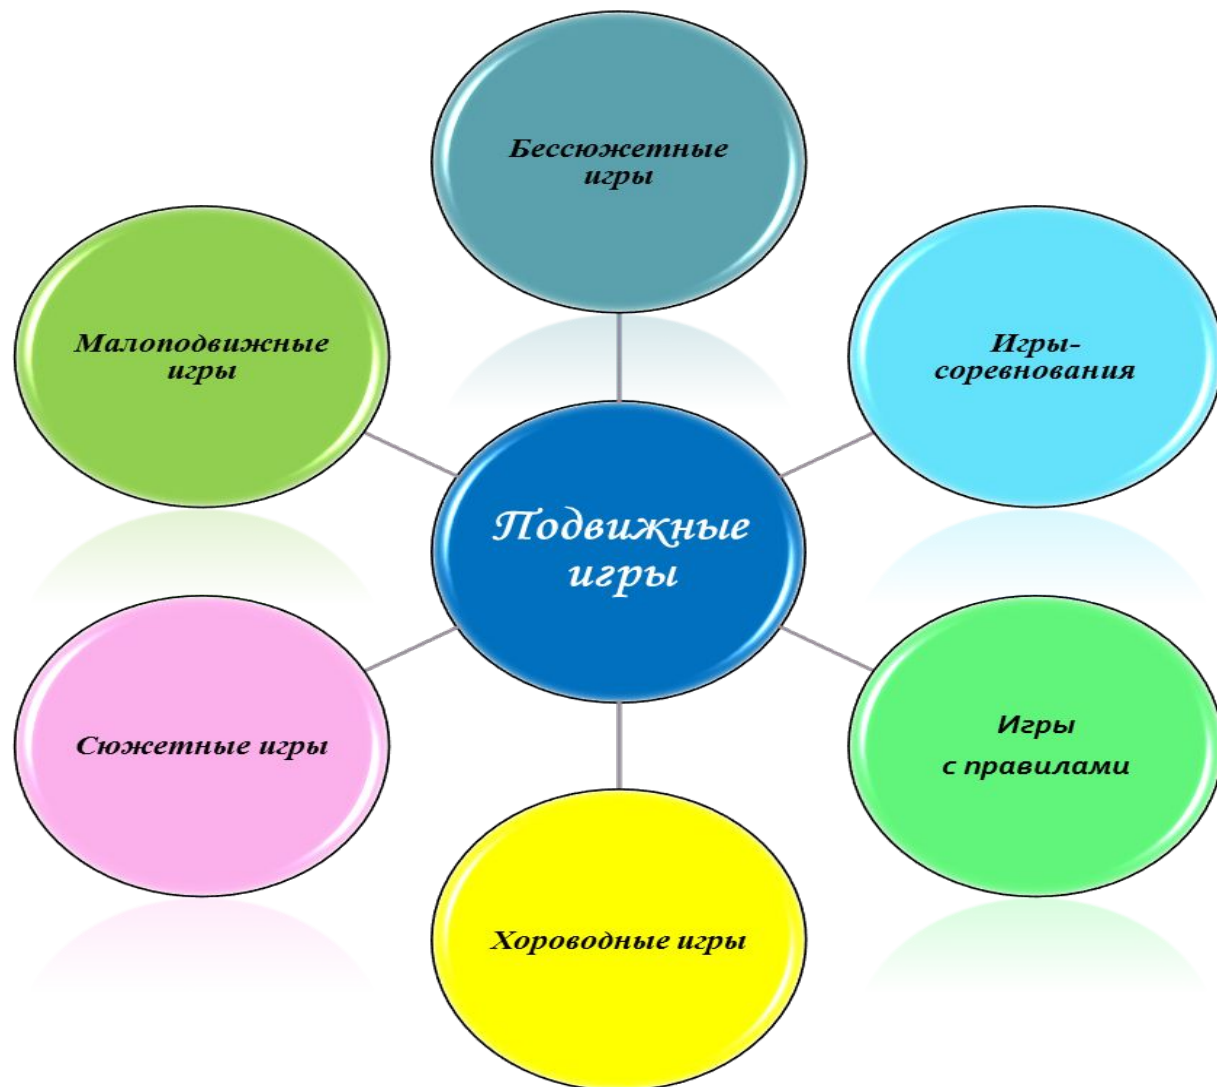 Бессюжетные
игры
Малоподвижные
игры
Игры-
соревнования
Подвижные
игры
Сюжетные игры
Игры
с правилами
Хороводные игры